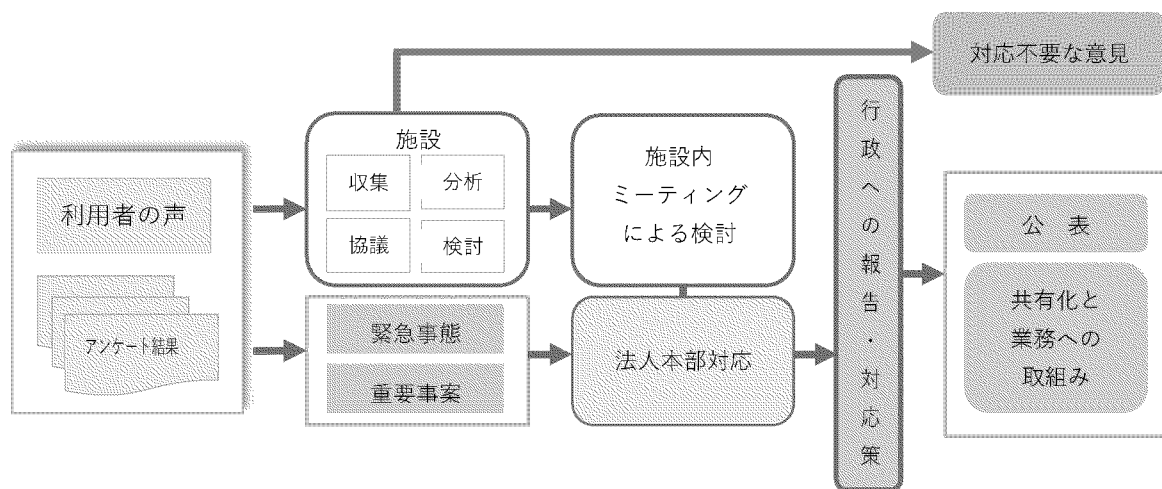 対応不要な意見
利用者の声
アンケート結果
施設
収集
分析
協議
検討
緊急事態
重要事案
施設内
ミーティング
による検討
法人本部対応
行政への報告・対応策
公　表
共有化と
業務への
取組み